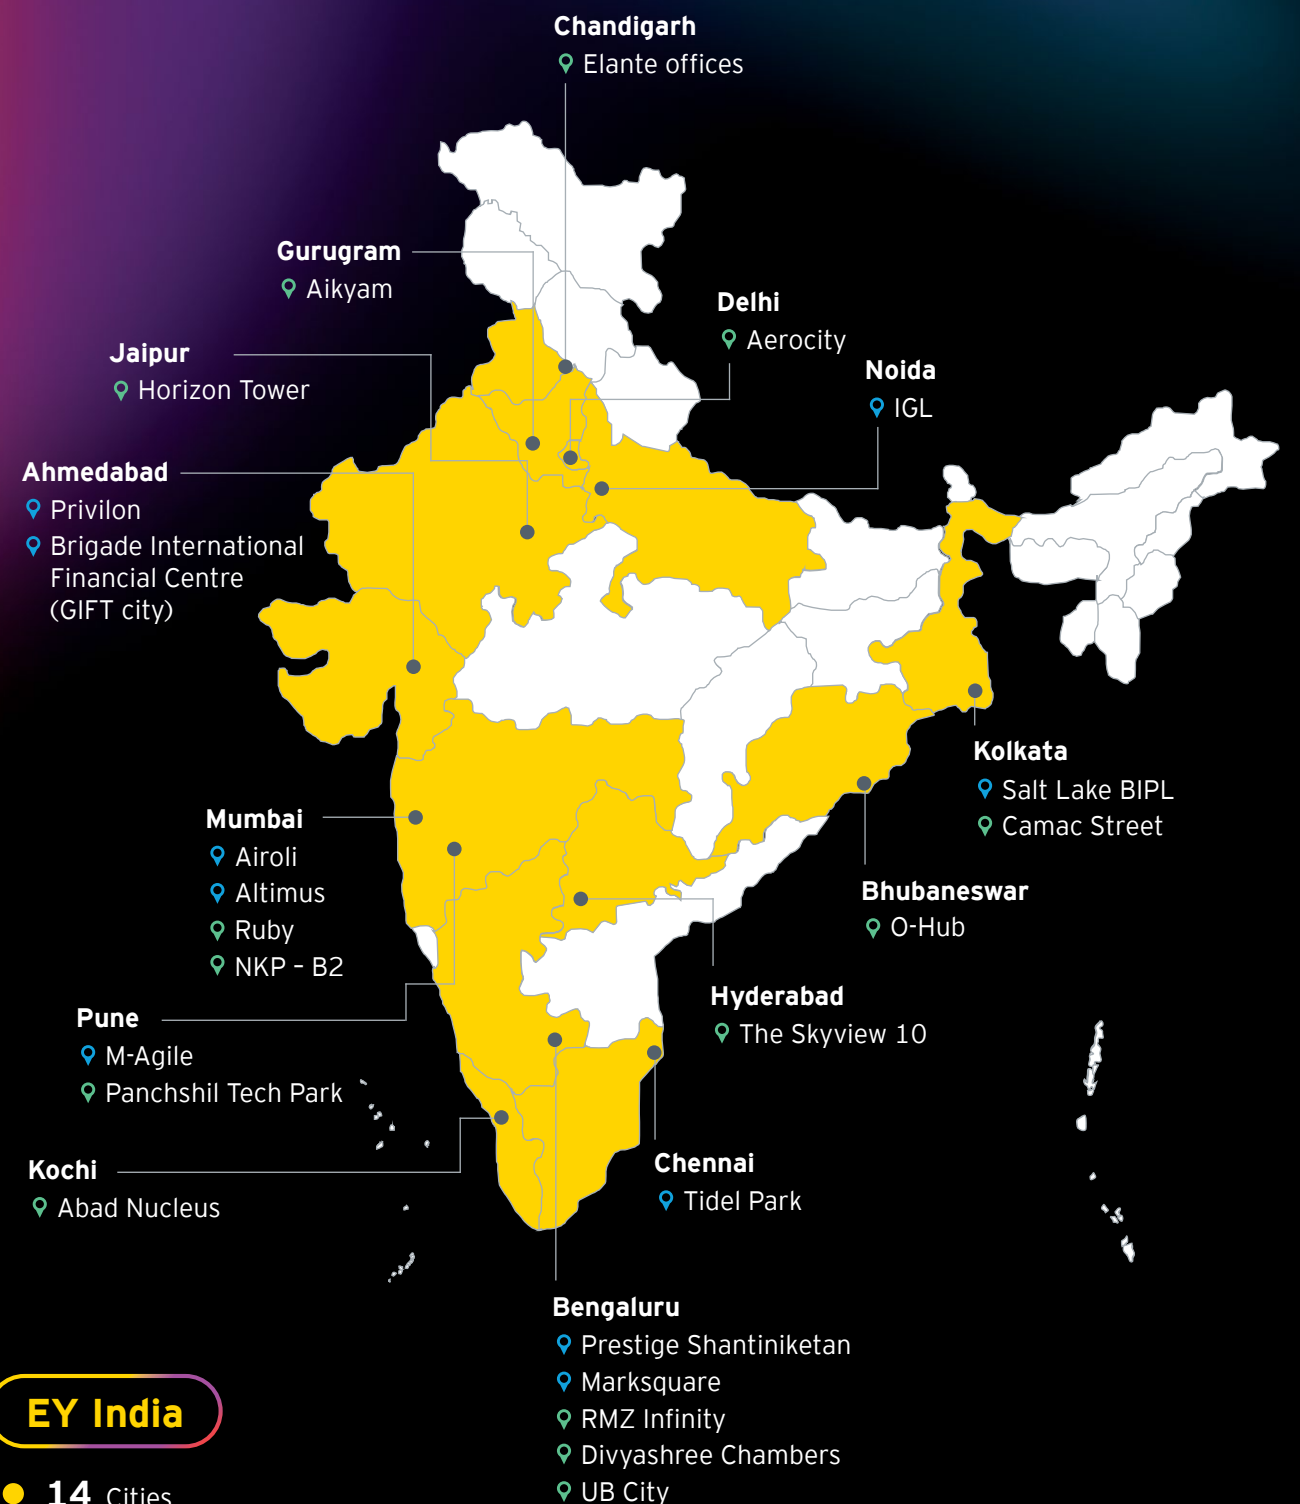 Chandigarh
Elante offices
Gurugram
Aikyam
Delhi
Aerocity
Jaipur
Horizon Tower
Noida
IGL
Ahmedabad
Privilon
Brigade International
Financial Centre
(GIFT city)
Kolkata
Salt Lake BIPL
Camac Street
Mumbai
Airoli
Altimus
Ruby
NKP – B2
Bhubaneswar
O-Hub
Hyderabad
The Skyview 10
Pune
M-Agile
Panchshil Tech Park
Kochi
Abad Nucleus
Chennai
Tidel Park
Bengaluru
Prestige Shantiniketan
Marksquare
RMZ Infinity
Divyashree Chambers
UB City
EY India
14 Cities